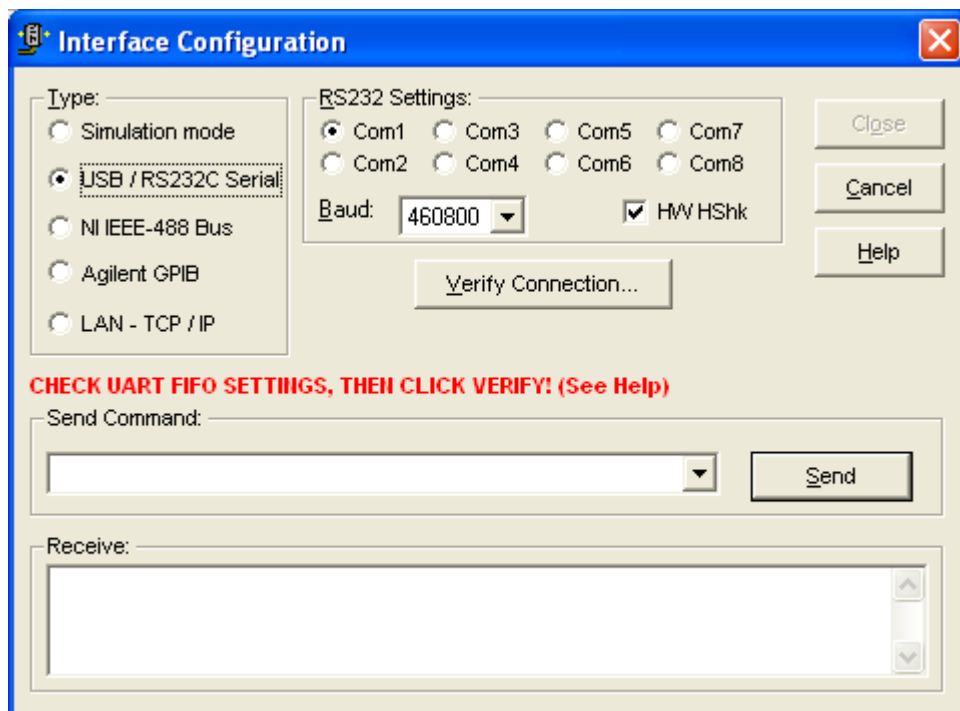 Interface Configuration
Type:
Simulation mode
USB / RS232C Serial
NI IEEE-488 Bus
Agilent GPIB
LAN - TCP / IP
RS232 Settings:
Com1 Com3 Com5 Com7
Com2 Com4 Com6 Com8
Baud: 460800 HW HShk
Verify Connection...
Close
Cancel
Help
CHECK UART FIFO SETTINGS, THEN CLICK VERIFY! (See Help)
Send Command:
Send
Receive: